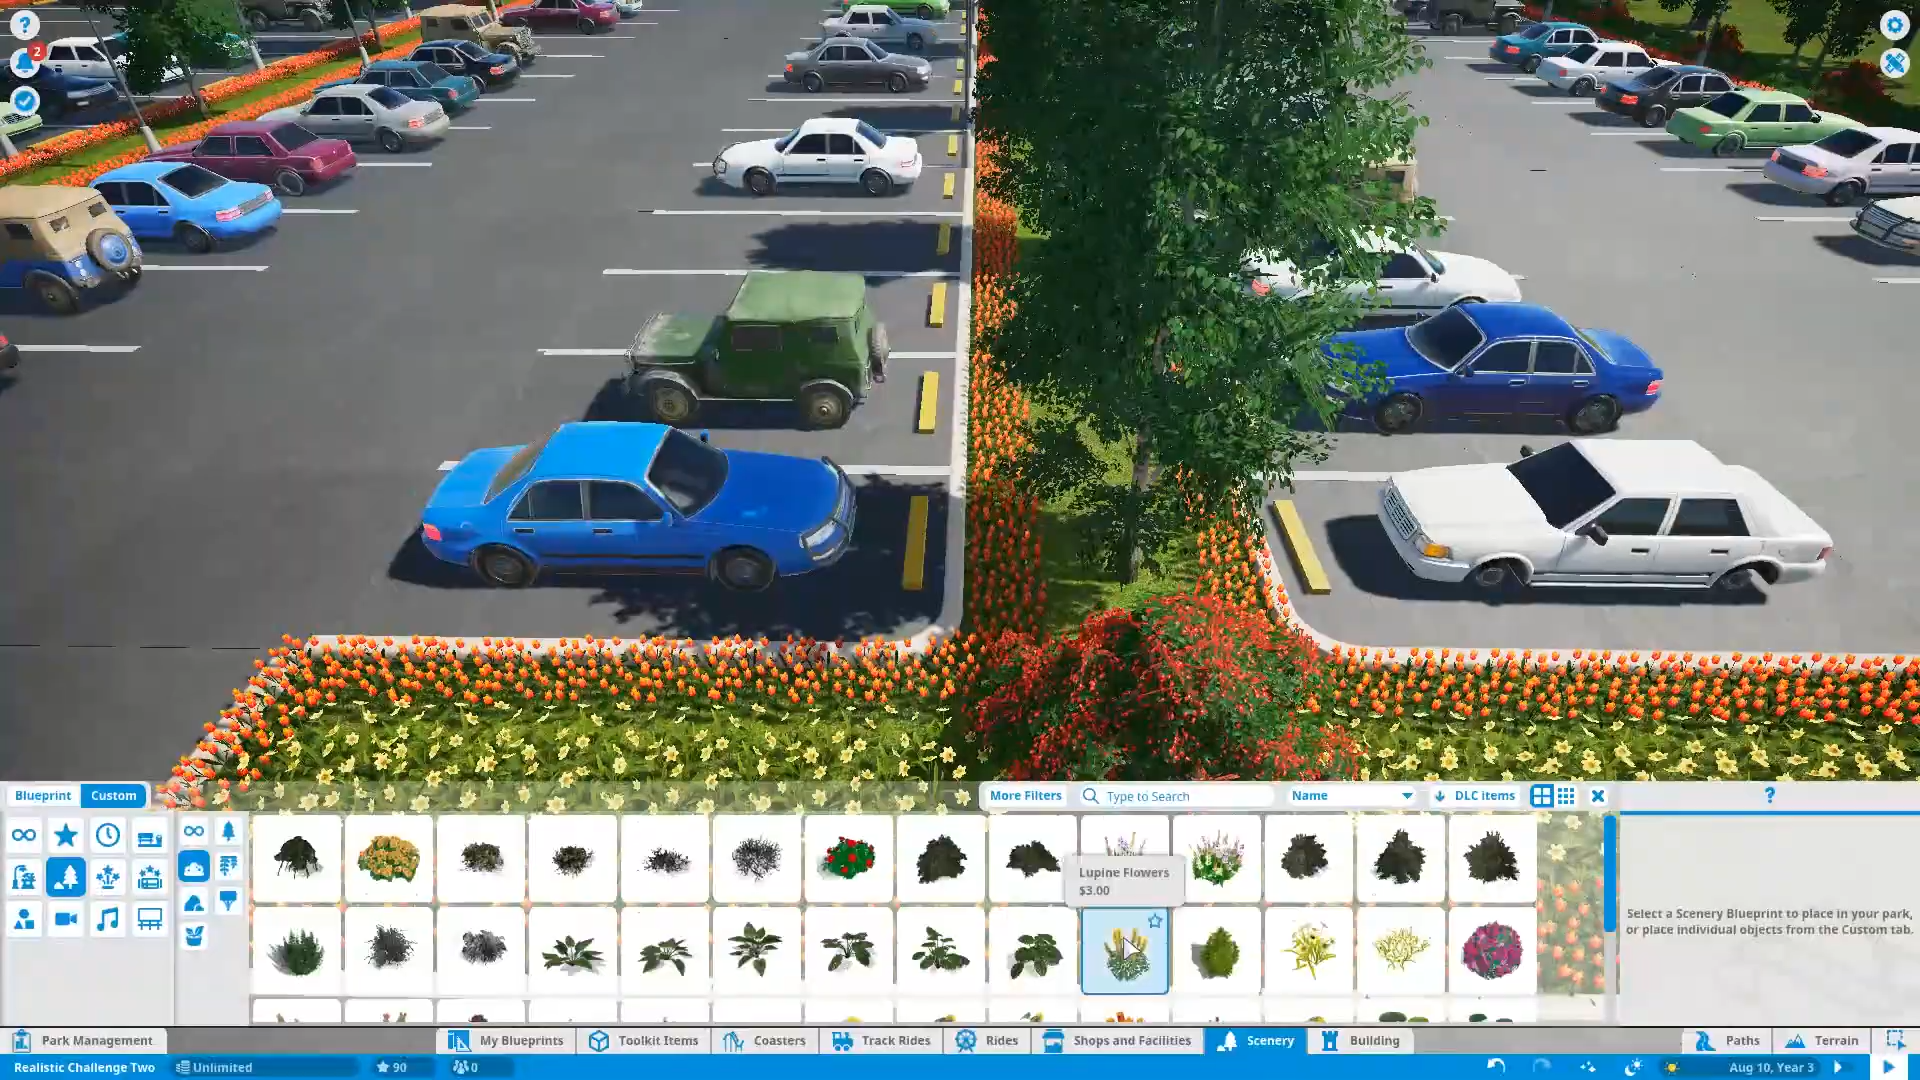 ?
2
Blueprint
Custom
More Filters
Type to Search
Name
DLC items
?
Lupine Flowers
$3.00
Select a Scenery Blueprint to place in your park,
or place individual objects from the Custom tab.
Park Management
My Blueprints
Toolkit Items
Coasters
Track Rides
Rides
Shops and Facilities
Scenery
Building
Paths
Terrain
Realistic Challenge Two
Unlimited
90
0
Aug 10, Year 3